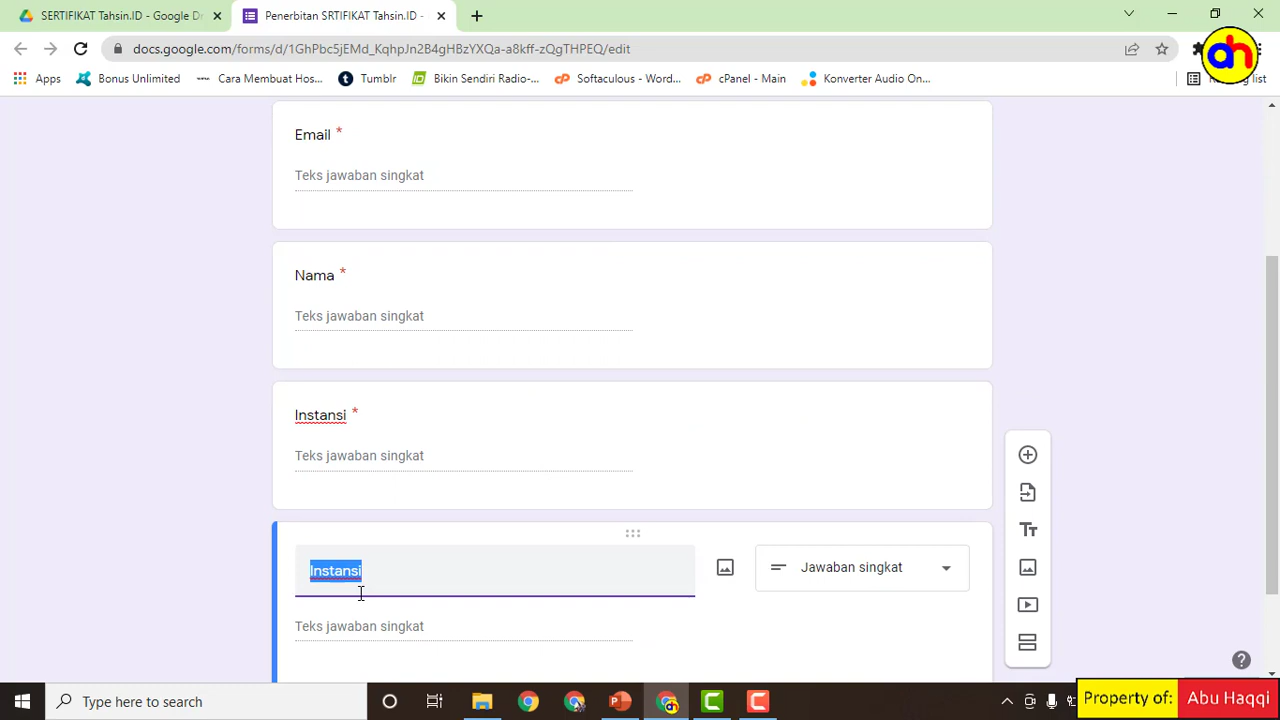 SERTIFIKAT Tahsin.ID - Google Dr
Penerbitan SRTIFIKAT Tahsin.ID -
docs.google.com/forms/d/1GhPbc5jEMd_KqhpJn2B4gHBzYXQa-a8kff-zQgTHPEQ/edit
ah
Apps
Bonus Unlimited
Cara Membuat Hos...
Tumblr
Bikin Sendiri Radio-...
Softaculous - Word...
cPanel - Main
Konverter Audio On...
list
Email *
Teks jawaban singkat
Nama *
Teks jawaban singkat
Instansi *
Teks jawaban singkat
Instansi
Jawaban singkat
Teks jawaban singkat
Type here to search
Property of: Abu Haqqi